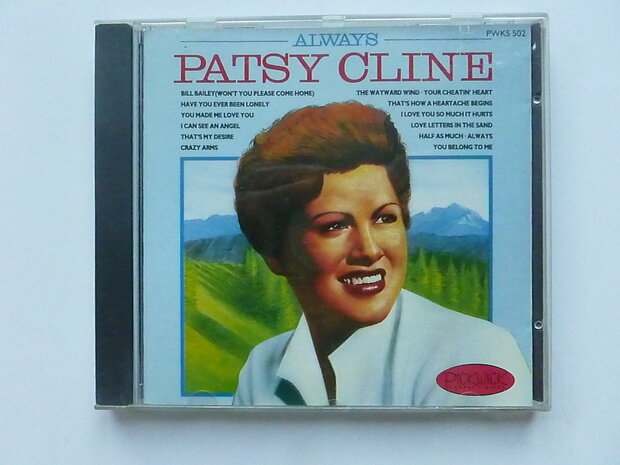 ALWAYS
PWKS 502
PATSY CLINE
BILL BAILEY (WON'T YOU PLEASE COME HOME)
HAVE YOU EVER BEEN LONELY
YOU MADE ME LOVE YOU
I CAN SEE AN ANGEL
THAT'S MY DESIRE
CRAZY ARMS
THE WAYWARD WIND · YOUR CHEATIN' HEART
THAT'S HOW A HEARTACHE BEGINS
I LOVE YOU SO MUCH IT HURTS
LOVE LETTERS IN THE SAND
HALF AS MUCH · ALWAYS
YOU BELONG TO ME
PICKWICK